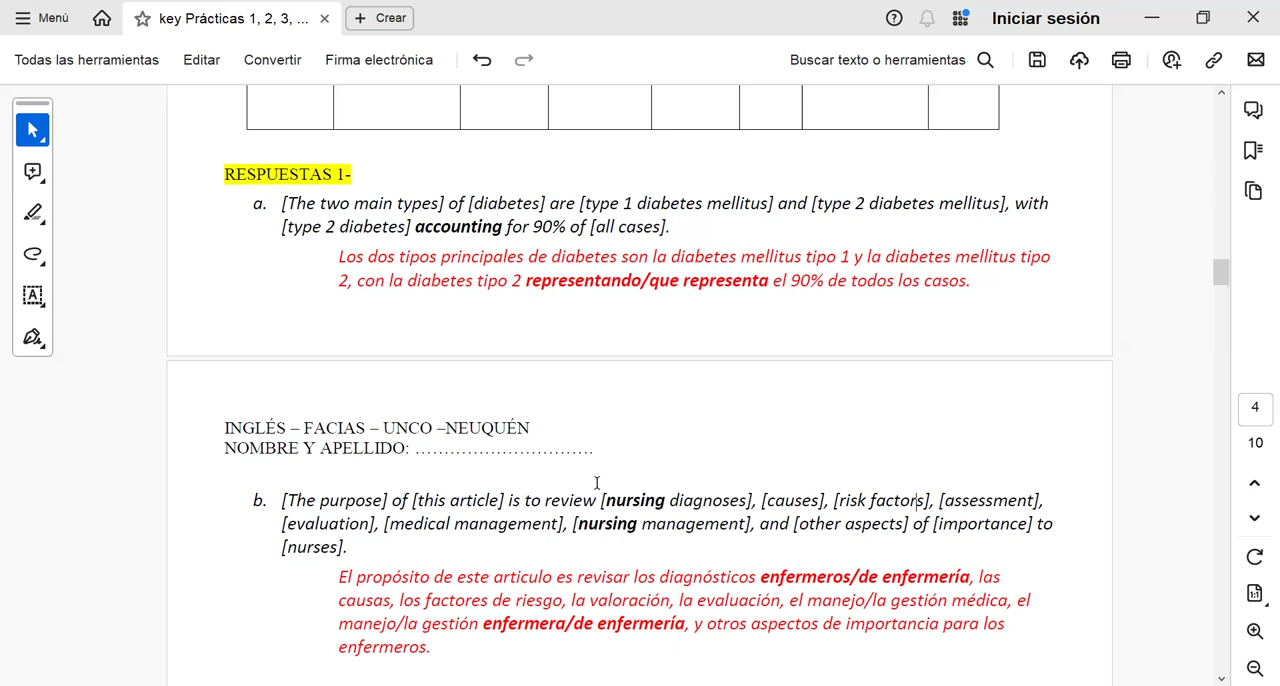 Menú
key Prácticas 1, 2, 3, ...
Crear
Iniciar sesión
Todas las herramientas
Editar
Convertir
Firma electrónica
Buscar texto o herramientas
RESPUESTAS 1-
a. [The two main types] of [diabetes] are [type 1 diabetes mellitus] and [type 2 diabetes mellitus], with
[type 2 diabetes] accounting for 90% of [all cases].
Los dos tipos principales de diabetes son la diabetes mellitus tipo 1 y la diabetes mellitus tipo
2, con la diabetes tipo 2 representando/que representa el 90% de todos los casos.
INGLÉS – FACIAS – UNCO –NEUQUÉN
NOMBRE Y APELLIDO: …………………………
b. [The purpose] of [this article] is to review [nursing diagnoses], [causes], [risk factors], [assessment],
[evaluation], [medical management], [nursing management], and [other aspects] of [importance] to
[nurses].
El propósito de este articulo es revisar los diagnósticos enfermeros/de enfermería, las
causas, los factores de riesgo, la valoración, la evaluación, el manejo/la gestión médica, el
manejo/la gestión enfermera/de enfermería, y otros aspectos de importancia para los
enfermeros.
4
10
1:1